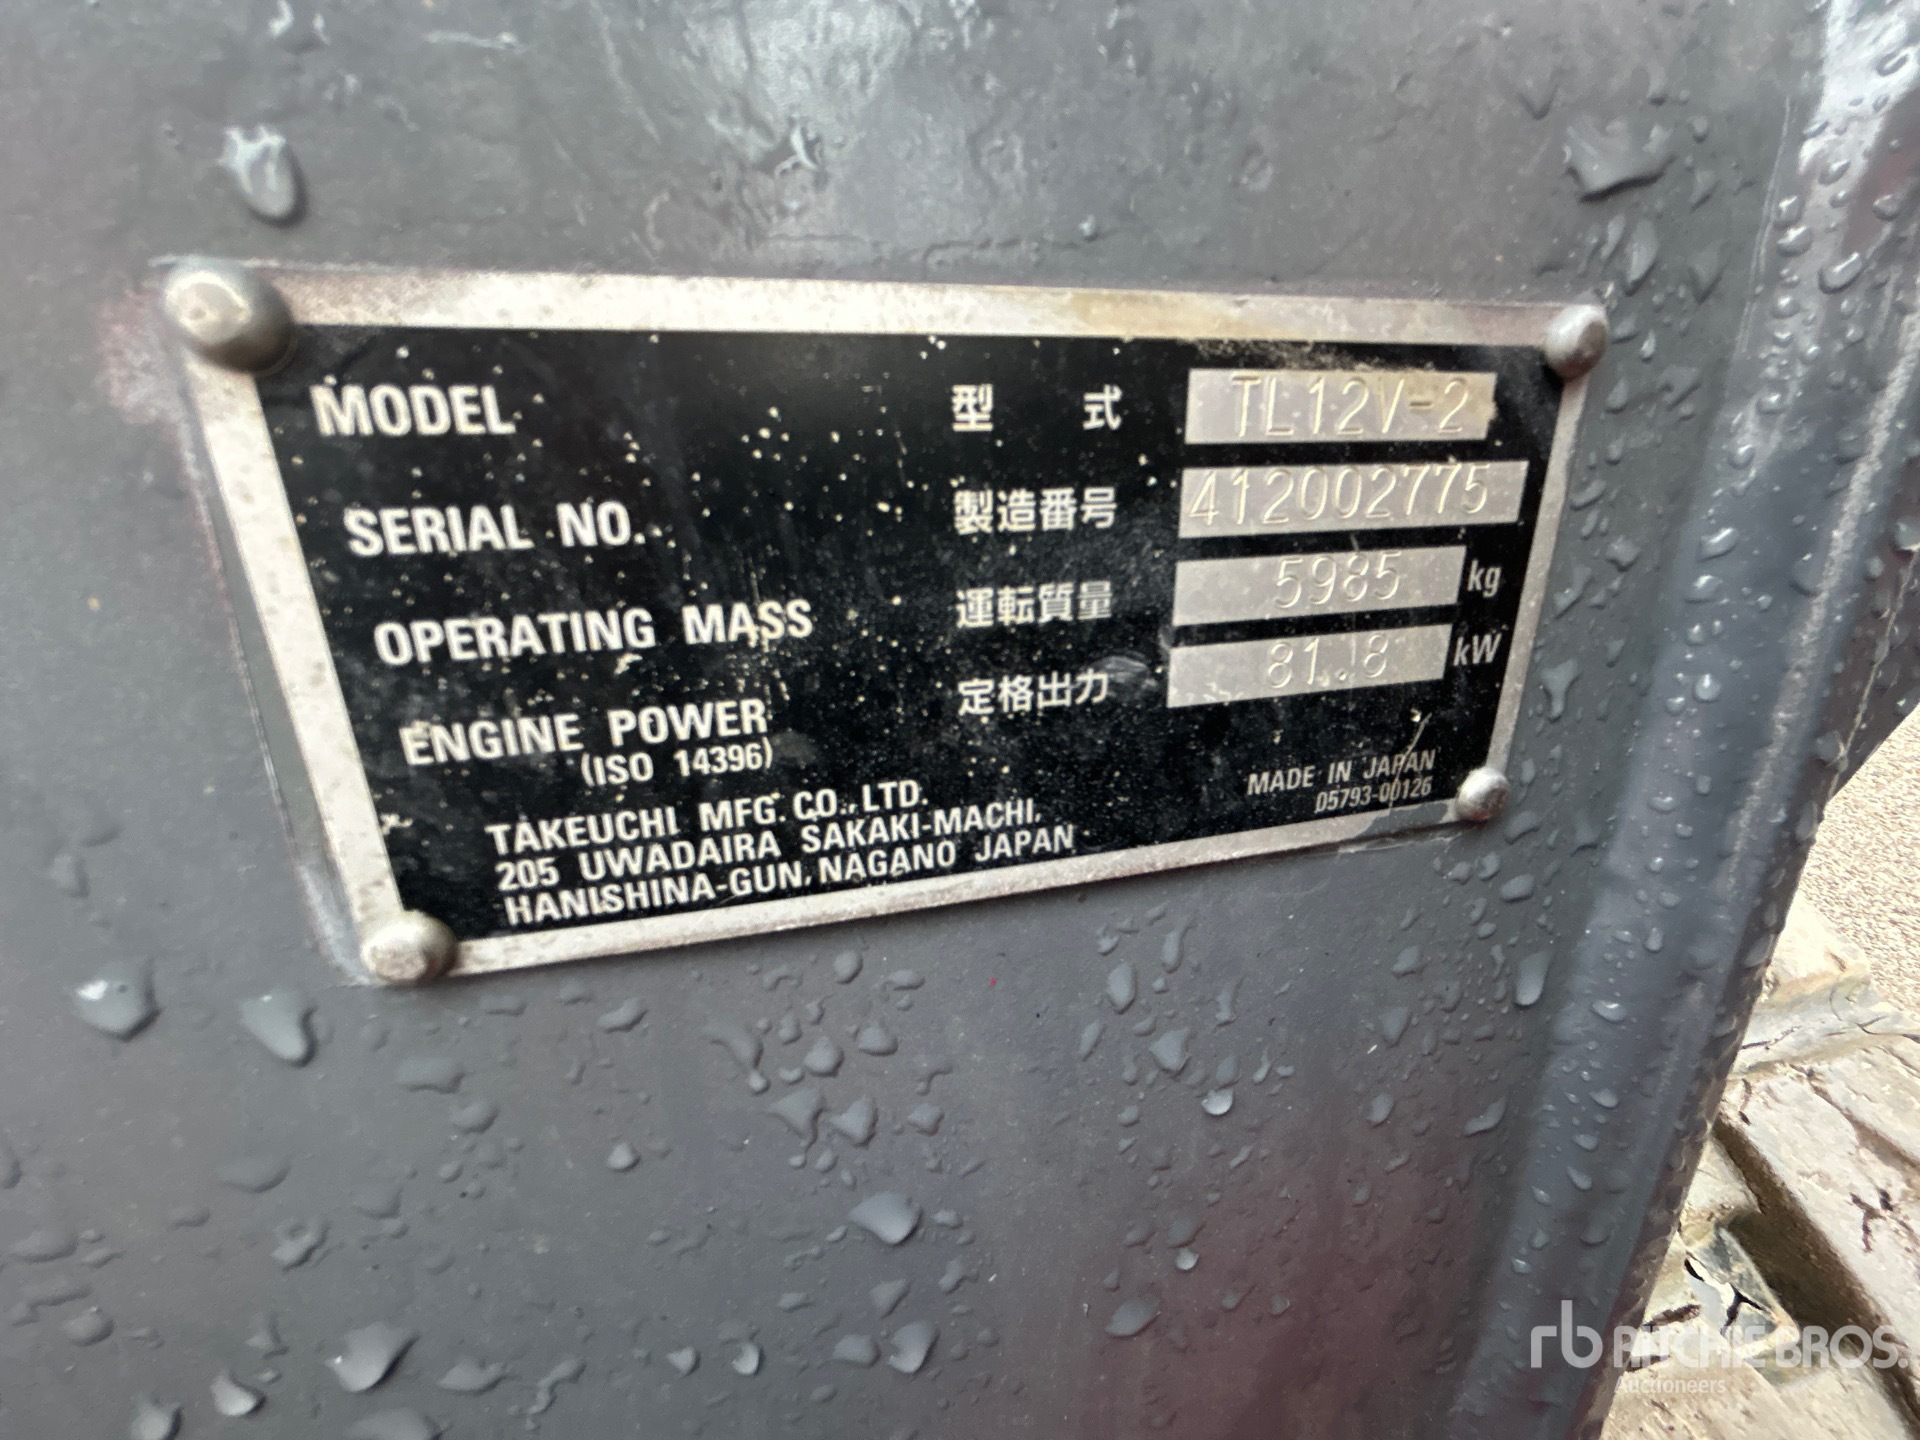 MODEL 型 式 TL12V-2
SERIAL NO. 製造番号 412002775
OPERATING MASS 運転質量 5985 kg
ENGINE POWER 定格出力 81.8 kW
(ISO 14396)
TAKEUCHI MFG. CO.,LTD.
205 UWADAIRA SAKAKI-MACHI,
HANISHINA-GUN, NAGANO JAPAN
MADE IN JAPAN
05793-00126
rb RITCHIE BROS.
Auctioneers